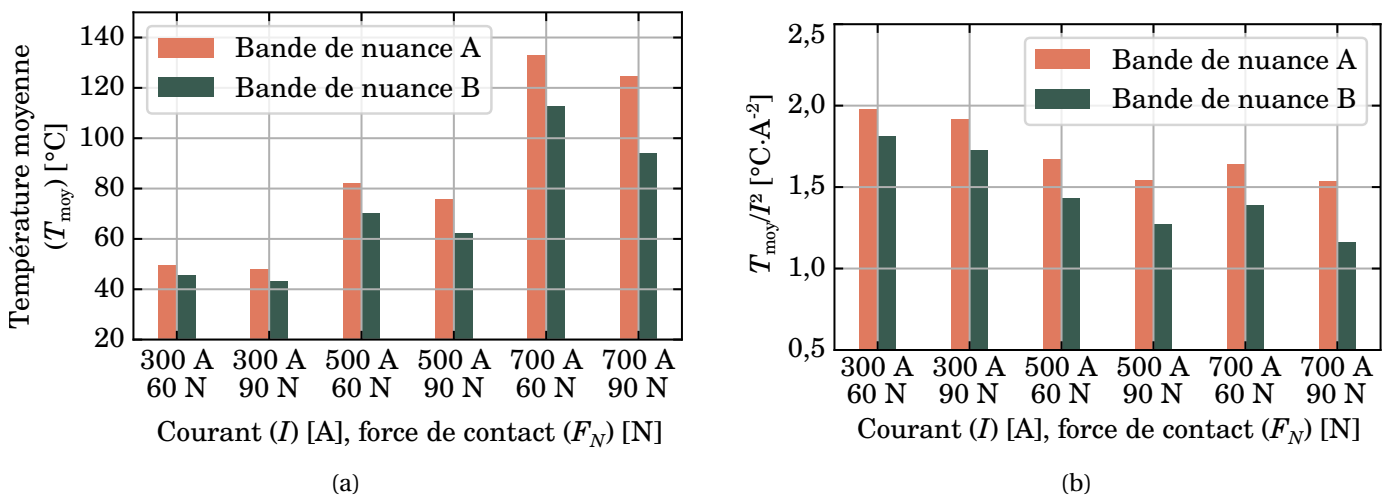 Température moyenne
(T_moy) [°C]
140
120
100
80
60
40
20
Bande de nuance A
Bande de nuance B
300 A 300 A 500 A 500 A 700 A 700 A
60 N 90 N 60 N 90 N 60 N 90 N
Courant (I) [A], force de contact (F_N) [N]
(a)
T_moy/I² [°C·A⁻²]
2,5
2,0
1,5
1,0
0,5
Bande de nuance A
Bande de nuance B
300 A 300 A 500 A 500 A 700 A 700 A
60 N 90 N 60 N 90 N 60 N 90 N
Courant (I) [A], force de contact (F_N) [N]
(b)